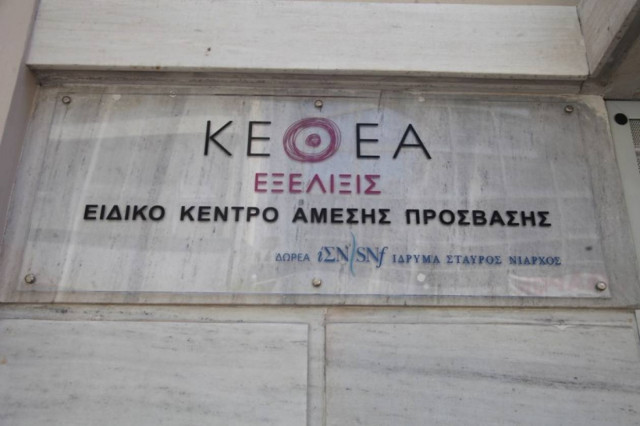 ΚΕΘΕΑ
ΕΞΕΛΙΞΙΣ
ΕΙΔΙΚΟ ΚΕΝΤΡΟ ΑΜΕΣΗΣ ΠΡΟΣΒΑΣΗΣ
ΔΩΡΕΑ ιΣΝ/SNf ΙΔΡΥΜΑ ΣΤΑΥΡΟΣ ΝΙΑΡΧΟΣ